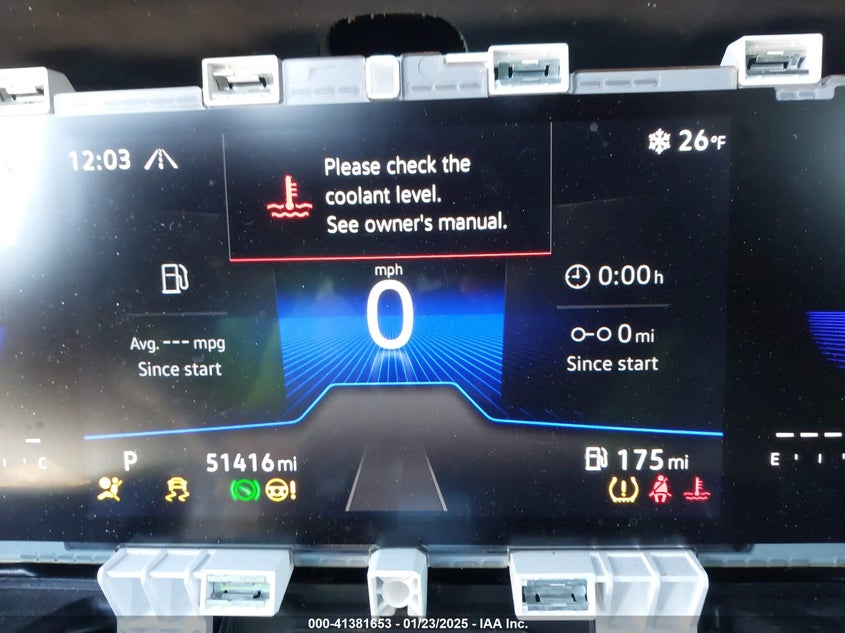 12:03
26°F
Please check the
coolant level.
See owner's manual.
mph
0
0:00h
Avg. --- mpg
Since start
0mi
Since start
C
P
51416mi
175mi
E
000-41381653 - 01/23/2025 - IAA Inc.